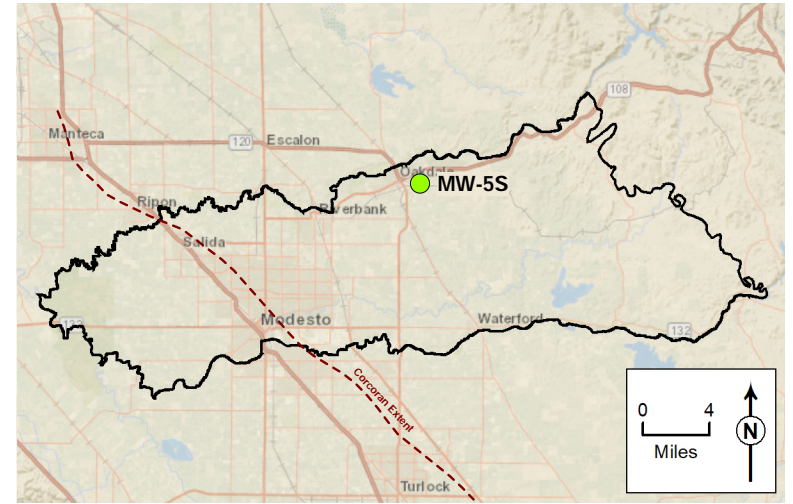 108
Manteca
120
Escalon
Oakdale
MW-5S
Ripon
Riverbank
Salida
Modesto
Waterford
132
132
Corcoran Extent
Turlock
0 4
Miles
N